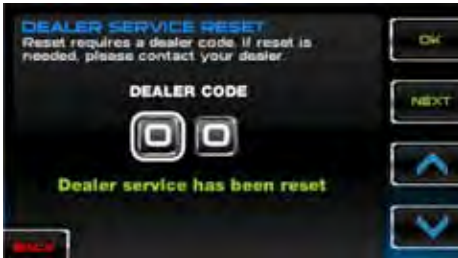 DEALER SERVICE RESET
Reset requires a dealer code. If reset is
needed, please contact your dealer.
OK
DEALER CODE
NEXT
0 0
Dealer service has been reset
BACK